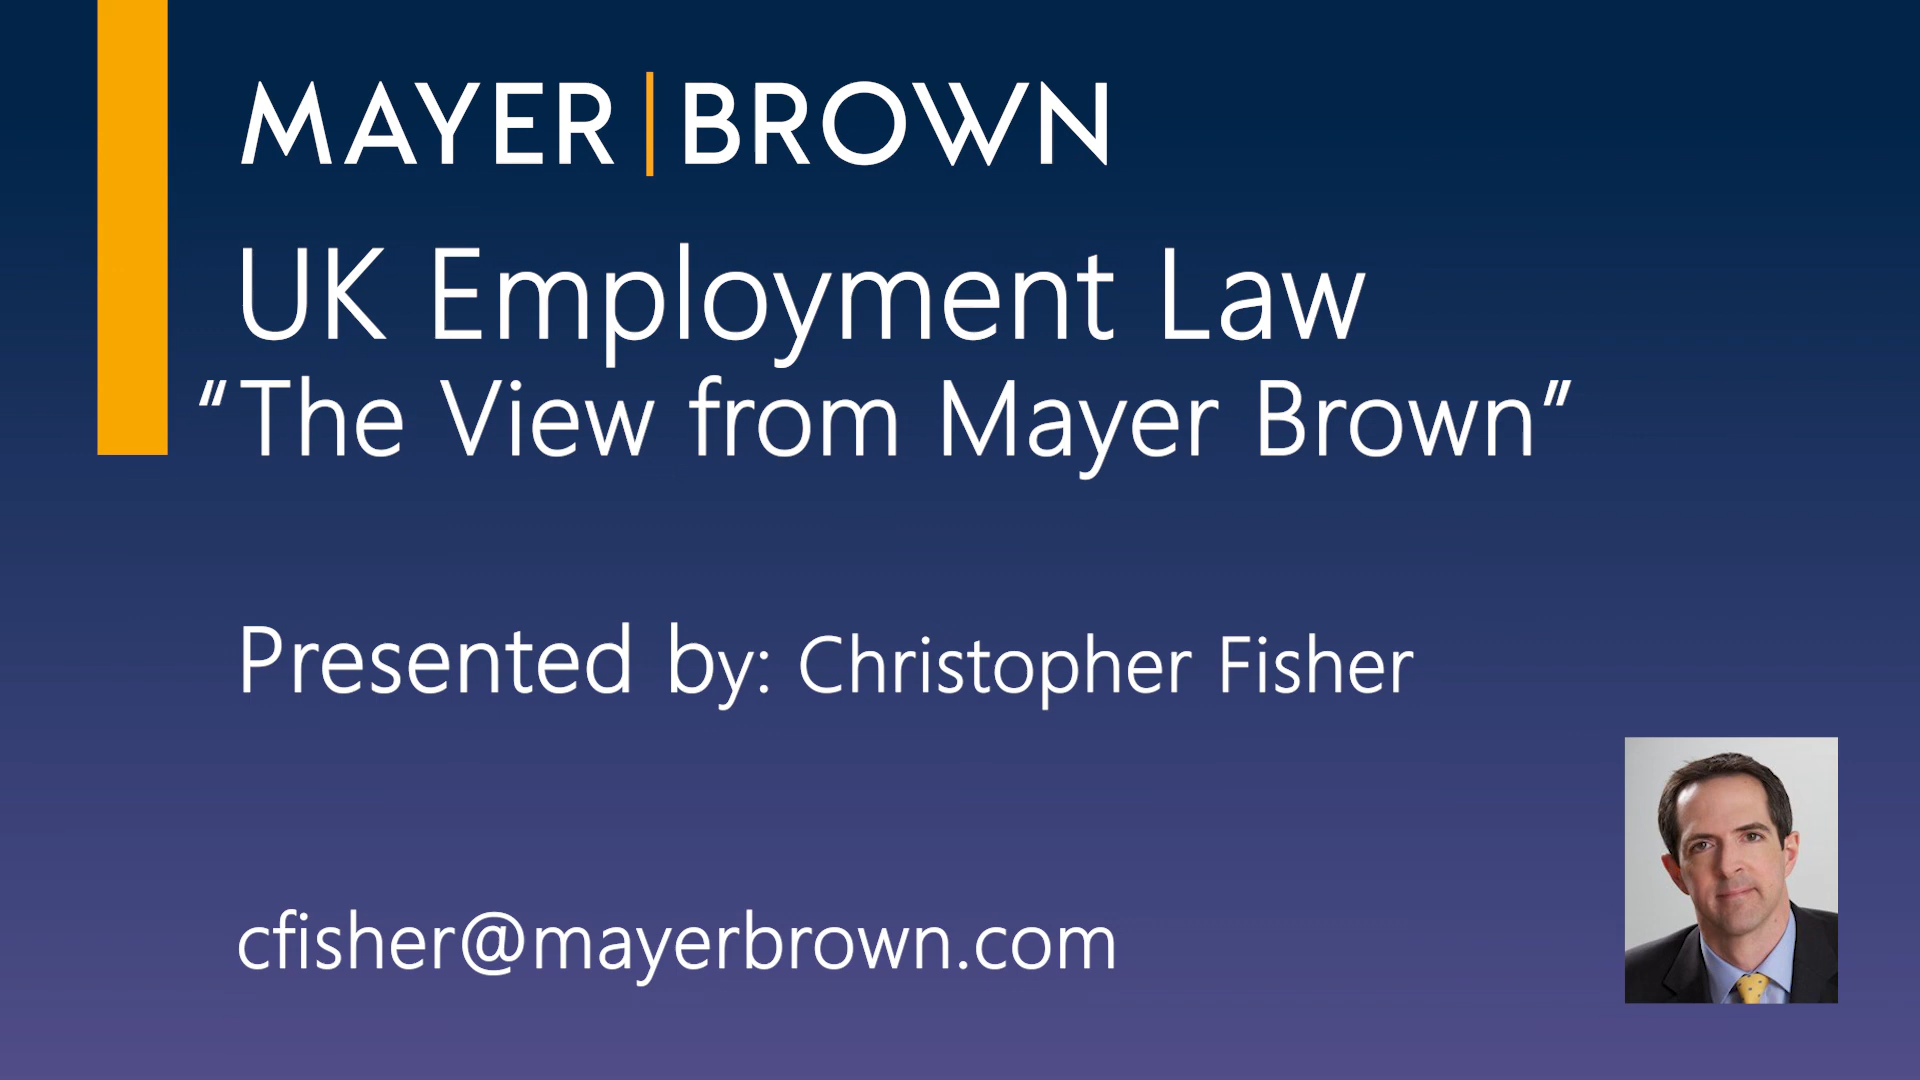 MAYER|BROWN
UK Employment Law
“The View from Mayer Brown”
Presented by: Christopher Fisher
cfisher@mayerbrown.com